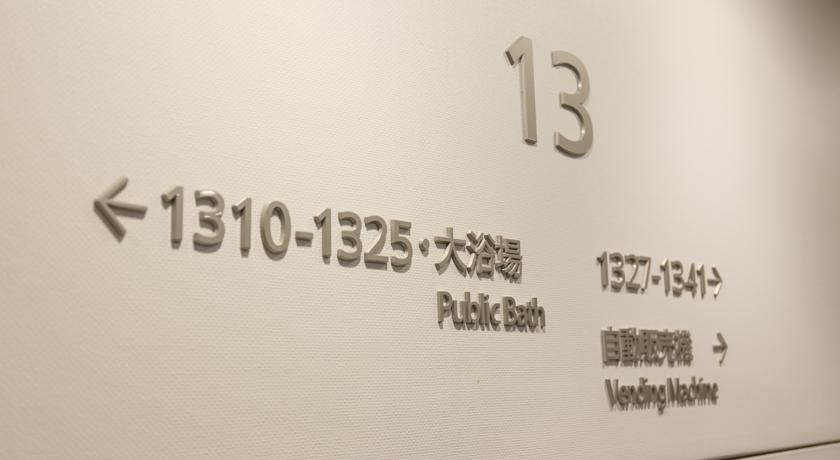 13
← 1310-1325・大浴場
Public Bath
1327-1341→
自動販売機 →
Vending Machine